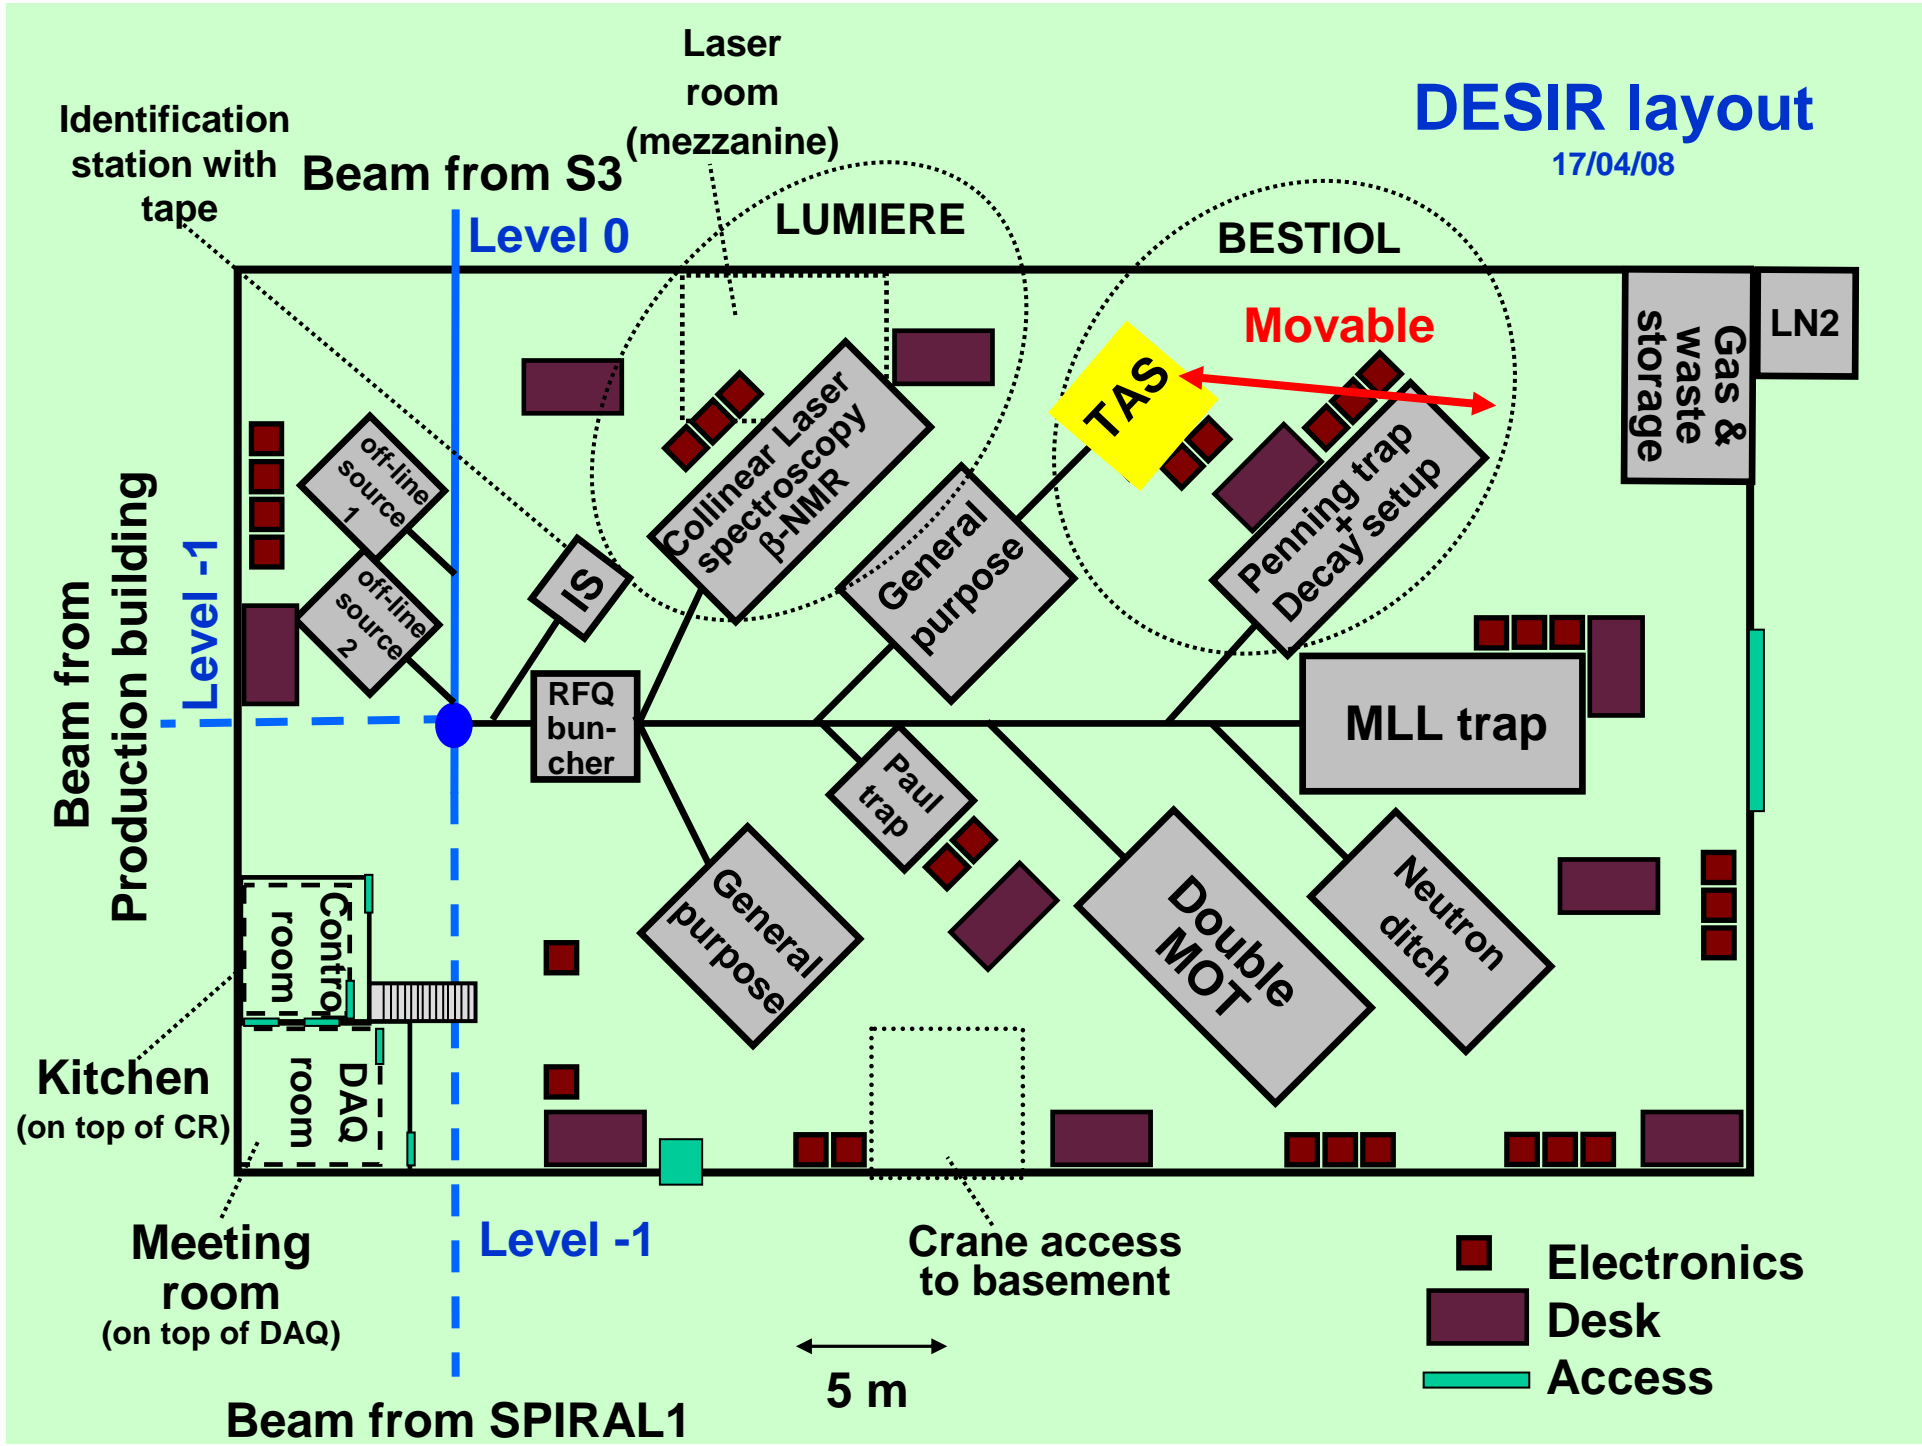 Laser
room
(mezzanine)
DESIR layout
17/04/08
Identification
station with
tape
Beam from S3
Level 0
LUMIERE
BESTIOL
Movable
Gas &
waste
storage
LN2
TAS
Collinear Laser
spectroscopy
β-NMR
off-line
source
1
off-line
source
2
IS
General
purpose
Penning trap
+
Decay setup
Beam from
Production building
Level -1
RFQ
bun-
cher
MLL trap
Paul
trap
General
purpose
Double
MOT
Neutron
ditch
Contro
room
DAQ
room
Kitchen
(on top of CR)
Meeting
room
(on top of DAQ)
Level -1
Crane access
to basement
5 m
Beam from SPIRAL1
Electronics
Desk
Access